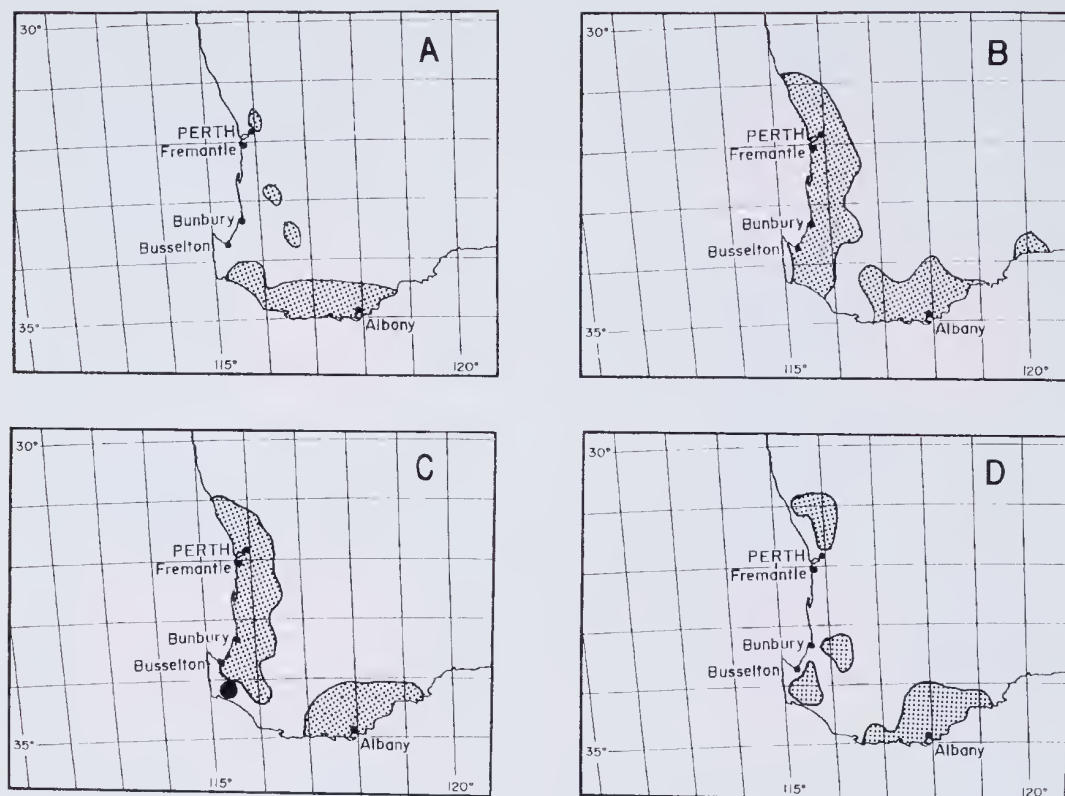 30°
A
PERTH
Fremantle
Bunbury
Busselton
35°
Albany
115°
120°
30°
B
PERTH
Fremantle
Bunbury
Busselton
35°
Albany
115°
120°
30°
C
PERTH
Fremantle
Bunbury
Busselton
35°
Albany
115°
120°
30°
D
PERTH
Fremantle
Bunbury
Busselton
35°
Albany
115°
120°